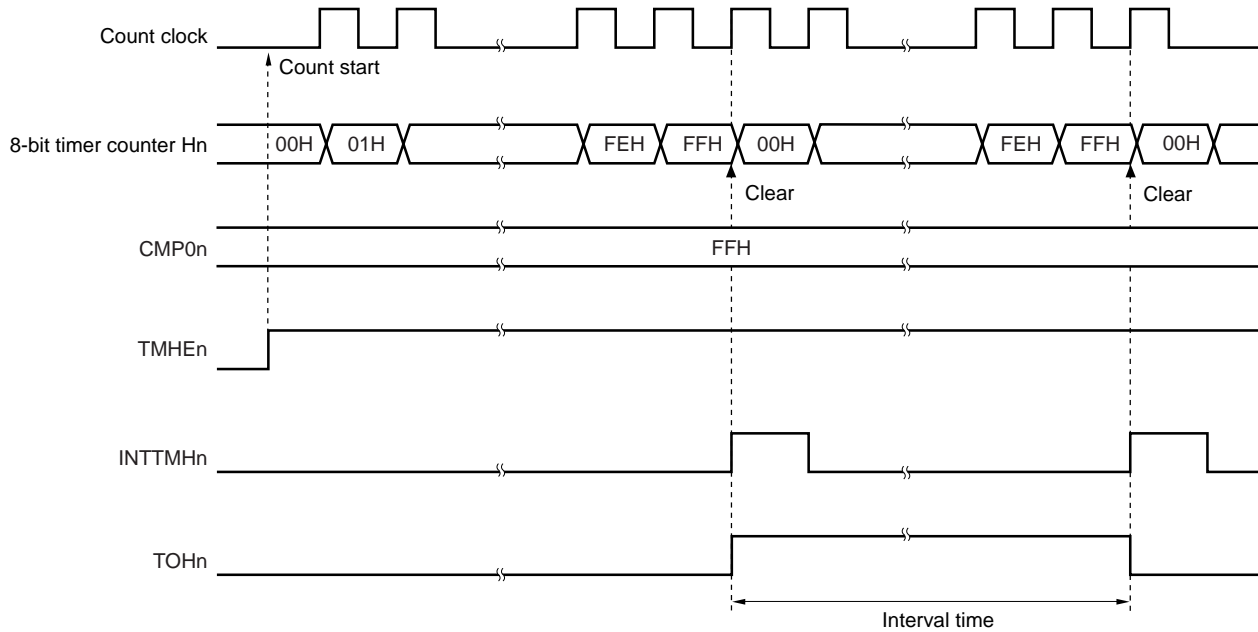 Count clock
Count start
8-bit timer counter Hn
00H 01H FEH FFH 00H FEH FFH 00H
Clear Clear
CMP0n
FFH
TMHEn
INTTMHn
TOHn
Interval time